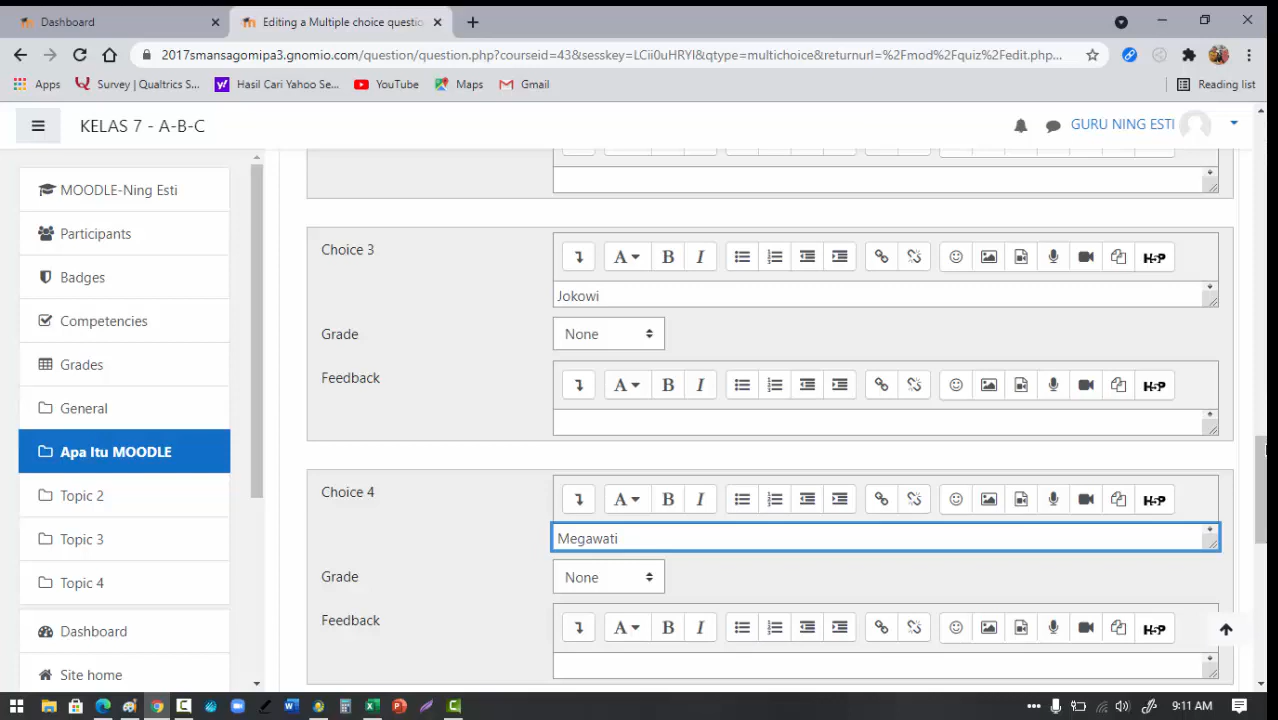 Dashboard
Editing a Multiple choice questio
2017smansagomipa3.gnomio.com/question/question.php?courseid=43&sesskey=LCii0uHRYI&qtype=multichoice&returnurl=%2Fmod%2Fquiz%2Fedit.php...
Apps
Survey | Qualtrics S...
Hasil Cari Yahoo Se...
YouTube
Maps
Gmail
Reading list
KELAS 7 - A-B-C
GURU NING ESTI
MOODLE-Ning Esti
Participants
Badges
Competencies
Grades
General
Apa Itu MOODLE
Topic 2
Topic 3
Topic 4
Dashboard
Site home
Choice 3
A B I
H-P
Jokowi
Grade
None
Feedback
A B I
H-P
Choice 4
A B I
H-P
Megawati
Grade
None
Feedback
A B I
H-P
9:11 AM